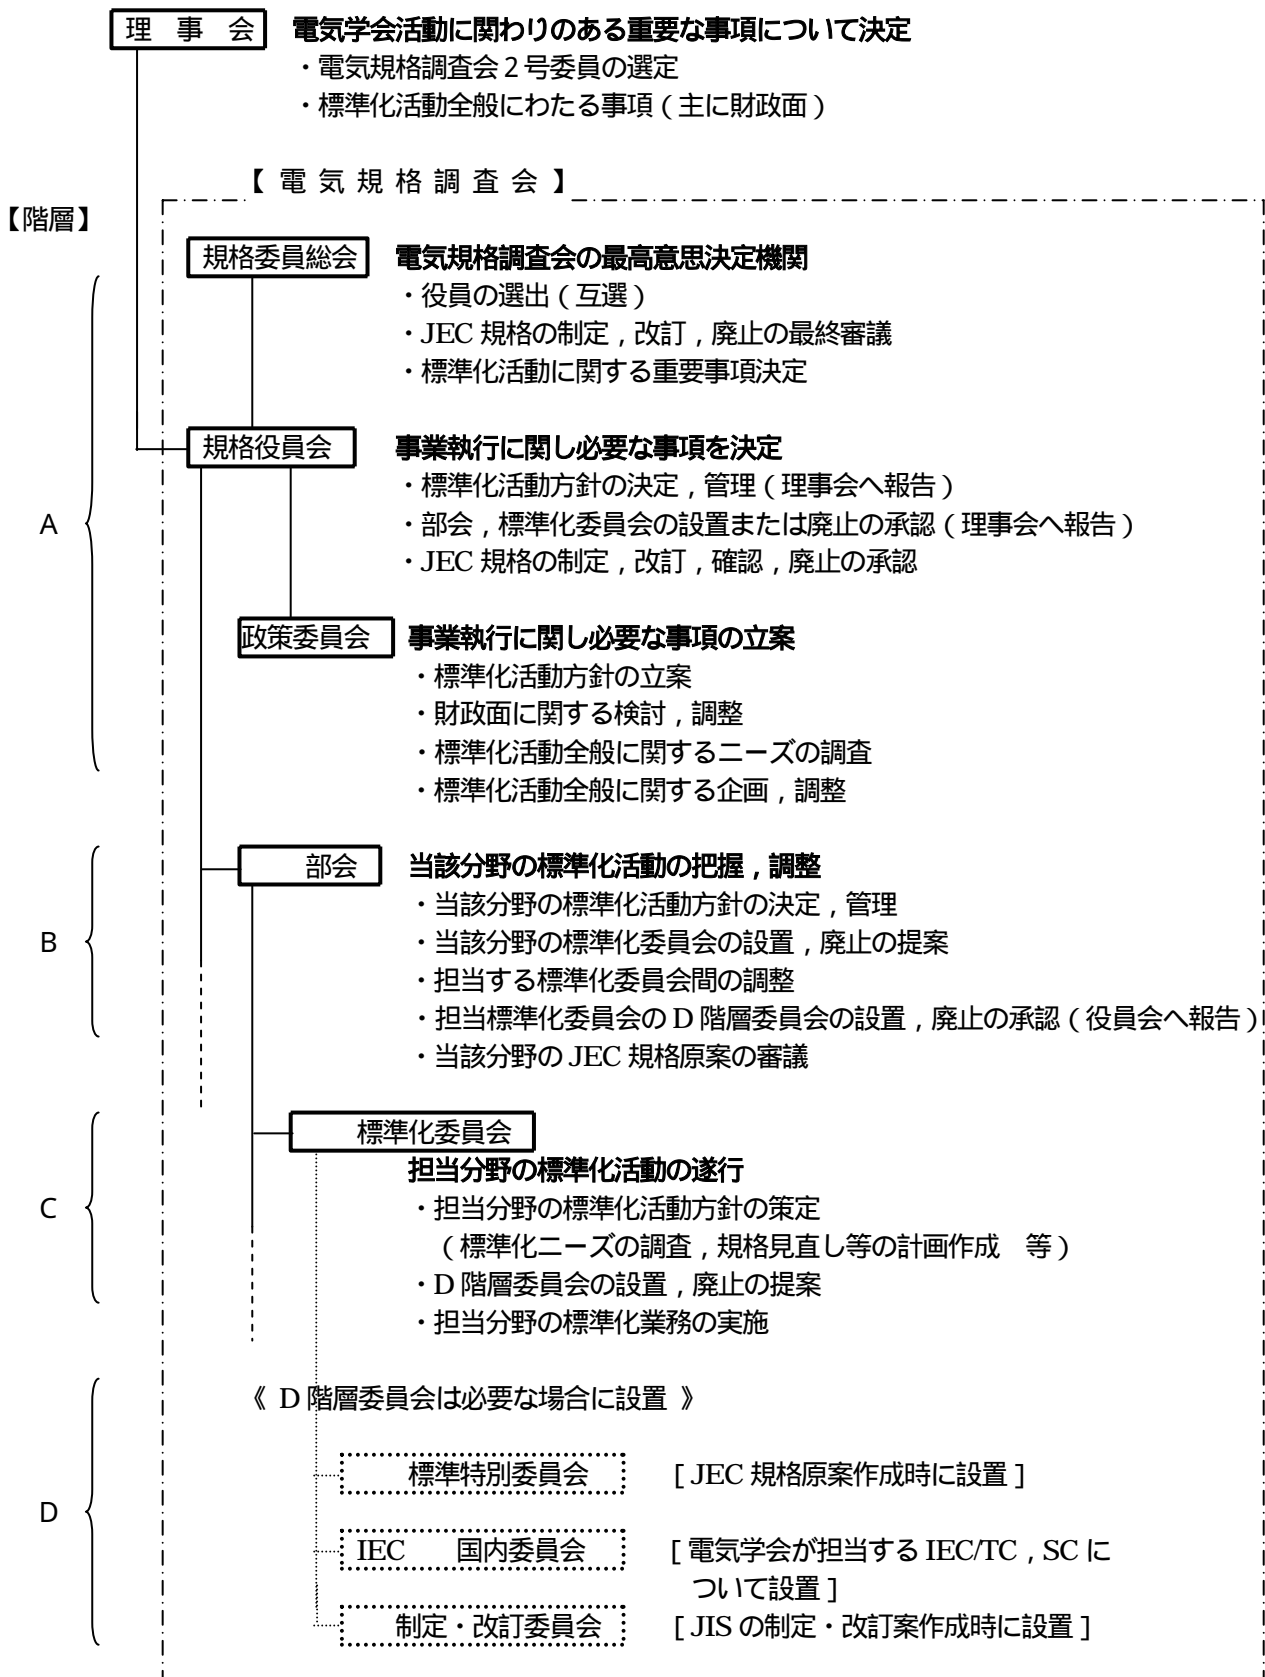 理　事　会　電気学会活動に関わりのある重要な事項について決定
・電気規格調査会２号委員の選定
・標準化活動全般にわたる事項（主に財政面）
【 電 気 規 格 調 査 会 】
【階層】
規格委員総会　電気規格調査会の最高意思決定機関
・役員の選出（互選）
・JEC 規格の制定，改訂，廃止の最終審議
・標準化活動に関する重要事項決定
規格役員会　事業執行に関し必要な事項を決定
・標準化活動方針の決定，管理（理事会へ報告）
A　・部会，標準化委員会の設置または廃止の承認（理事会へ報告）
・JEC 規格の制定，改訂，確認，廃止の承認
政策委員会　事業執行に関し必要な事項の立案
・標準化活動方針の立案
・財政面に関する検討，調整
・標準化活動全般に関するニーズの調査
・標準化活動全般に関する企画，調整
部会　当該分野の標準化活動の把握，調整
・当該分野の標準化活動方針の決定，管理
B　・当該分野の標準化委員会の設置，廃止の提案
・担当する標準化委員会間の調整
・担当標準化委員会の D 階層委員会の設置，廃止の承認（役員会へ報告）
・当該分野の JEC 規格原案の審議
標準化委員会
担当分野の標準化活動の遂行
C　・担当分野の標準化活動方針の策定
（標準化ニーズの調査，規格見直し等の計画作成　等）
・D 階層委員会の設置，廃止の提案
・担当分野の標準化業務の実施
《 D 階層委員会は必要な場合に設置 》
標準特別委員会　[ JEC 規格原案作成時に設置 ]
D
IEC　国内委員会　[ 電気学会が担当する IEC/TC，SC に
ついて設置 ]
制定・改訂委員会　[ JIS の制定・改訂案作成時に設置 ]